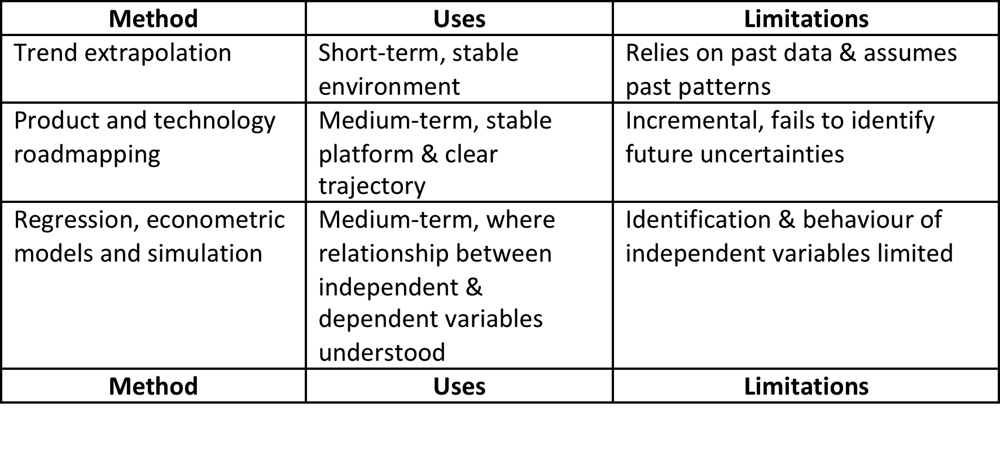 Method Uses Limitations
Trend extrapolation
Short-term, stable
environment
Relies on past data & assumes
past patterns
Product and technology
roadmapping
Medium-term, stable
platform & clear
trajectory
Incremental, fails to identify
future uncertainties
Regression, econometric
models and simulation
Medium-term, where
relationship between
independent &
dependent variables
understood
Identification & behaviour of
independent variables limited
Method Uses Limitations